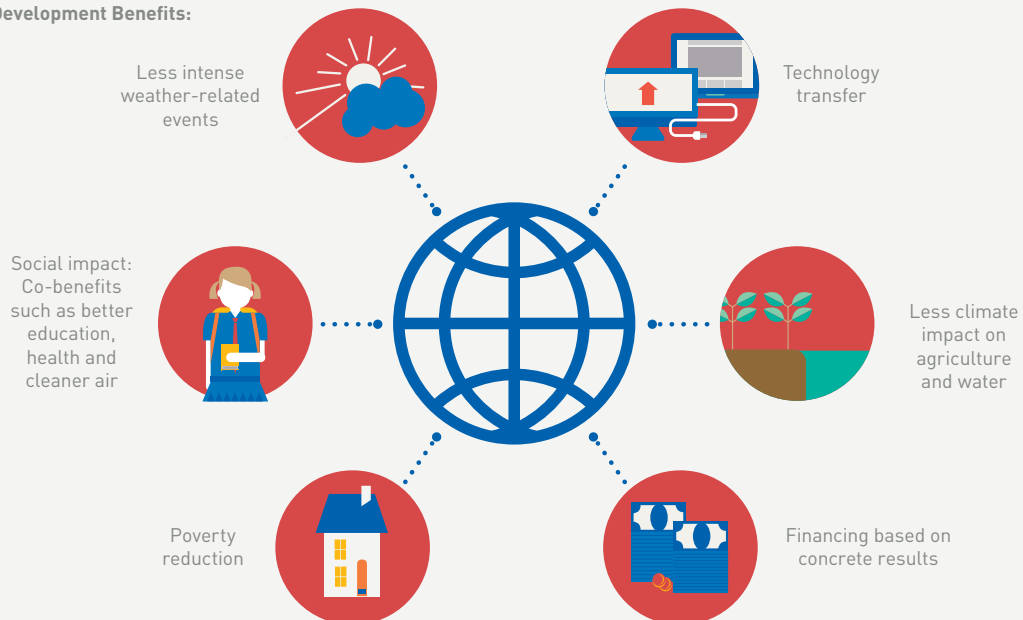 Development Benefits:
Less intense
weather-related
events
Technology
transfer
Social impact:
Co-benefits
such as better
education,
health and
cleaner air
Less climate
impact on
agriculture
and water
Poverty
reduction
Financing based on
concrete results